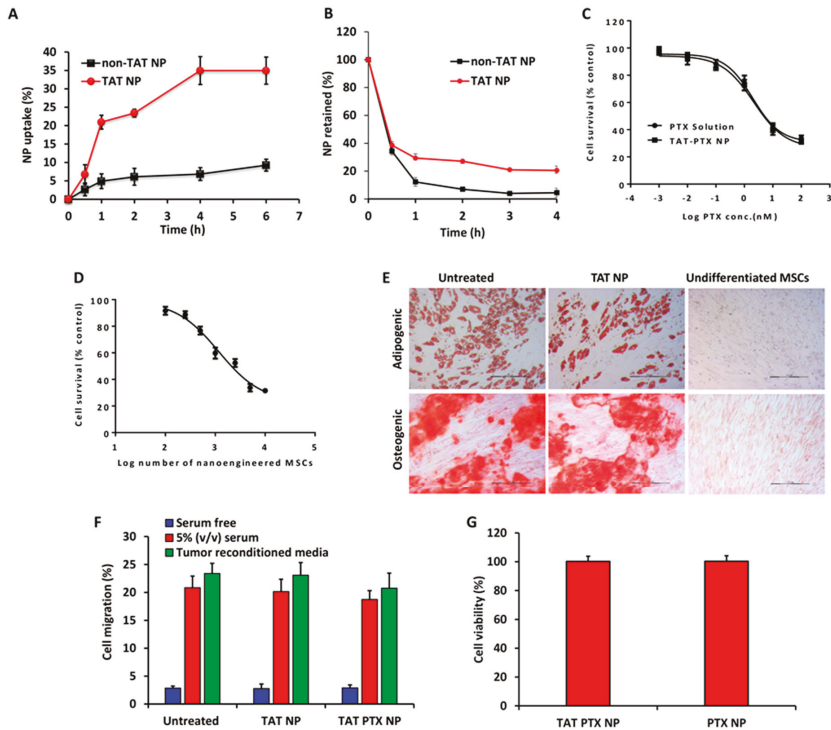 A
non-TAT NP
TAT NP
NP uptake (%)
40
35
30
25
20
15
10
5
0
0 1 2 3 4 5 6 7
Time (h)
B
non-TAT NP
TAT NP
NP retained (%)
120
100
80
60
40
20
0
0 1 2 3 4
Time (h)
C
PTX Solution
TAT-PTX NP
Cell survival (% control)
120
100
80
60
40
20
0
-4 -3 -2 -1 0 1 2 3
Log PTX conc.(nM)
D
Cell survival (% control)
100
80
60
40
20
0
1 2 3 4 5
Log number of nanoengineered MSCs
E
Untreated TAT NP Undifferentiated MSCs
Adipogenic
Osteogenic
F
Serum free
5% (v/v) serum
Tumor reconditioned media
Cell migration (%)
30
25
20
15
10
5
0
Untreated TAT NP TAT PTX NP
G
Cell viability (%)
120
100
80
60
40
20
0
TAT PTX NP PTX NP